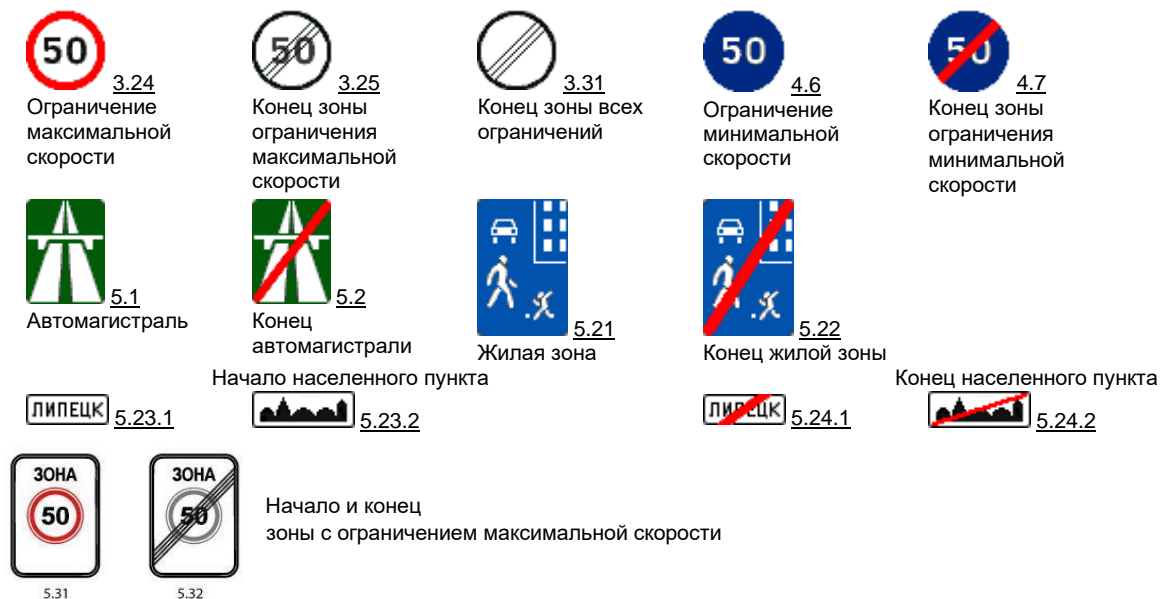 50 3.24
Ограничение
максимальной
скорости
50 3.25
Конец зоны
ограничения
максимальной
скорости
3.31
Конец зоны всех
ограничений
50 4.6
Ограничение
минимальной
скорости
50 4.7
Конец зоны
ограничения
минимальной
скорости
5.1
Автомагистраль
5.2
Конец
автомагистрали
5.21
Жилая зона
5.22
Конец жилой зоны
Начало населенного пункта
ЛИПЕЦК 5.23.1
5.23.2
Конец населенного пункта
ЛИПЕЦК 5.24.1
5.24.2
ЗОНА
50
5.31
ЗОНА
50
5.32
Начало и конец
зоны с ограничением максимальной скорости